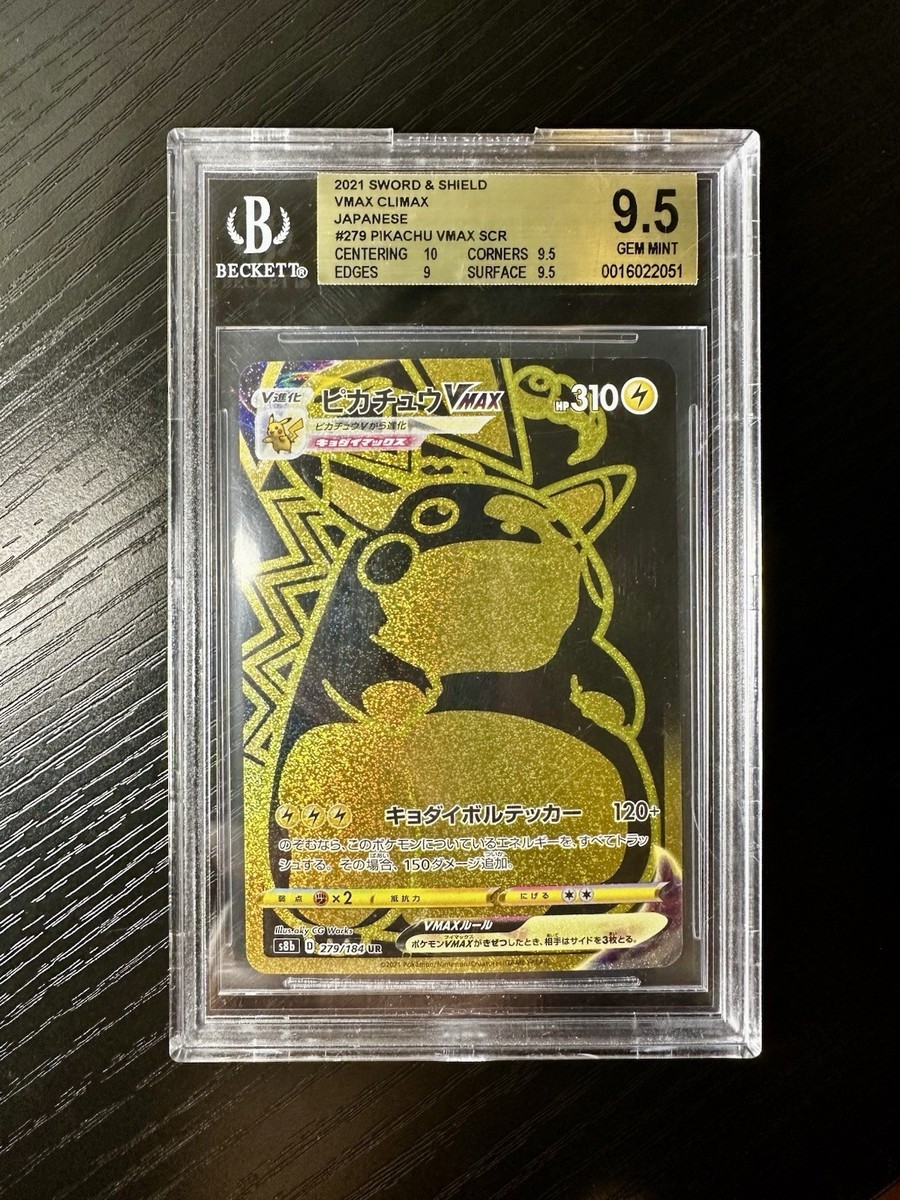 BECKETT®
2021 SWORD & SHIELD
VMAX CLIMAX
JAPANESE
#279 PIKACHU VMAX SCR
CENTERING 10 CORNERS 9.5
EDGES 9 SURFACE 9.5
9.5
GEM MINT
0016022051
V進化 ピカチュウVMAX HP310
ピカチュウVから進化
キョダイマックス
キョダイボルテッカー 120+
のぞむなら、このポケモンについているエネルギーを、すべてトラッ
シュする。その場合、150ダメージ追加。
弱点 ×2 抵抗力 にげる
Illus. aky CG Works
VMAXルール
s8b D 279/184 UR
ポケモンVMAXがきぜつしたとき、相手はサイドを3枚とる。
©2021 Pokémon/Nintendo/Creatures/GAME FREAK.